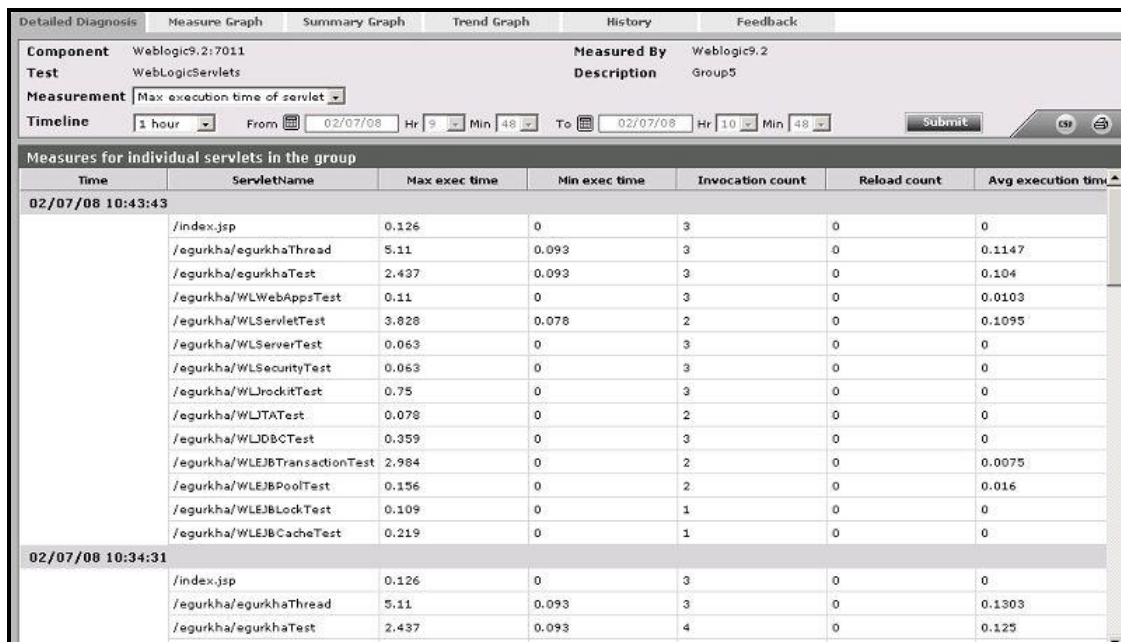 Detailed Diagnosis Measure Graph Summary Graph Trend Graph History Feedback
Component Weblogic9.2:7011 Measured By Weblogic9.2
Test WebLogicServlets Description Group5
Measurement Max execution time of servlet
Timeline 1 hour From 02/07/08 Hr 9 Min 48 To 02/07/08 Hr 10 Min 48 Submit CSV
Measures for individual servlets in the group
Time ServletName Max exec time Min exec time Invocation count Reload count Avg execution time
02/07/08 10:43:43
/index.jsp 0.126 0 3 0 0
/egurkha/egurkhaThread 5.11 0.093 3 0 0.1147
/egurkha/egurkhaTest 2.437 0.093 3 0 0.104
/egurkha/WLWebAppsTest 0.11 0 3 0 0.0103
/egurkha/WLServletTest 3.828 0.078 2 0 0.1095
/egurkha/WLServerTest 0.063 0 3 0 0
/egurkha/WLSecurityTest 0.063 0 3 0 0
/egurkha/WLJrockitTest 0.75 0 3 0 0
/egurkha/WLJTATest 0.078 0 2 0 0
/egurkha/WLJDBCTest 0.359 0 3 0 0
/egurkha/WLEJBTransactionTest 2.984 0 2 0 0.0075
/egurkha/WLEJBPoolTest 0.156 0 2 0 0.016
/egurkha/WLEJBLockTest 0.109 0 1 0 0
/egurkha/WLEJBCacheTest 0.219 0 1 0 0
02/07/08 10:34:31
/index.jsp 0.126 0 3 0 0
/egurkha/egurkhaThread 5.11 0.093 3 0 0.1303
/egurkha/egurkhaTest 2.437 0.093 4 0 0.125